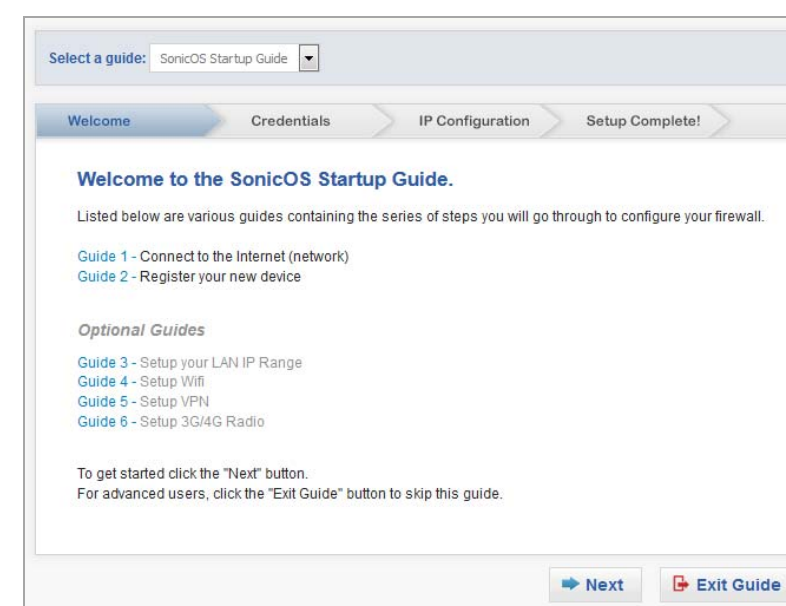 Select a guide: SonicOS Startup Guide
Welcome
Credentials
IP Configuration
Setup Complete!
Welcome to the SonicOS Startup Guide.
Listed below are various guides containing the series of steps you will go through to configure your firewall.
Guide 1 - Connect to the Internet (network)
Guide 2 - Register your new device
Optional Guides
Guide 3 - Setup your LAN IP Range
Guide 4 - Setup Wifi
Guide 5 - Setup VPN
Guide 6 - Setup 3G/4G Radio
To get started click the "Next" button.
For advanced users, click the "Exit Guide" button to skip this guide.
Next
Exit Guide